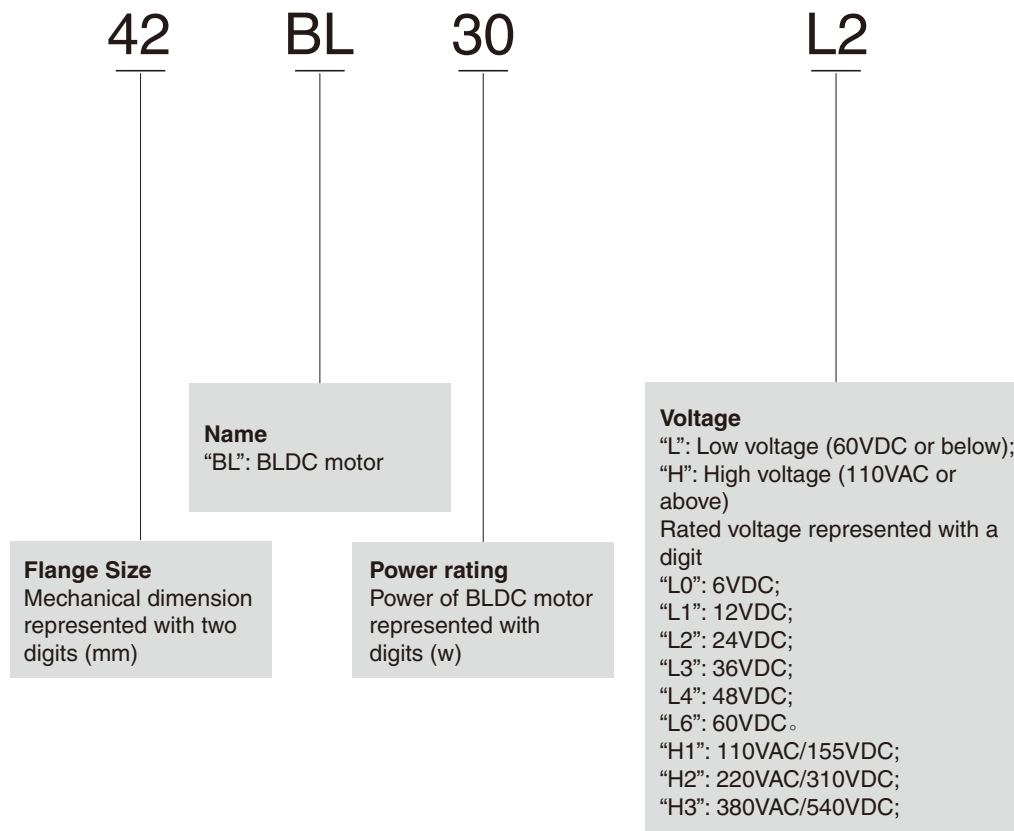 42 BL 30 L2
Name
“BL”: BLDC motor
Flange Size
Mechanical dimension
represented with two
digits (mm)
Power rating
Power of BLDC motor
represented with
digits (w)
Voltage
“L”: Low voltage (60VDC or below);
“H”: High voltage (110VAC or
above)
Rated voltage represented with a
digit
“L0”: 6VDC;
“L1”: 12VDC;
“L2”: 24VDC;
“L3”: 36VDC;
“L4”: 48VDC;
“L6”: 60VDC。
“H1”: 110VAC/155VDC;
“H2”: 220VAC/310VDC;
“H3”: 380VAC/540VDC;